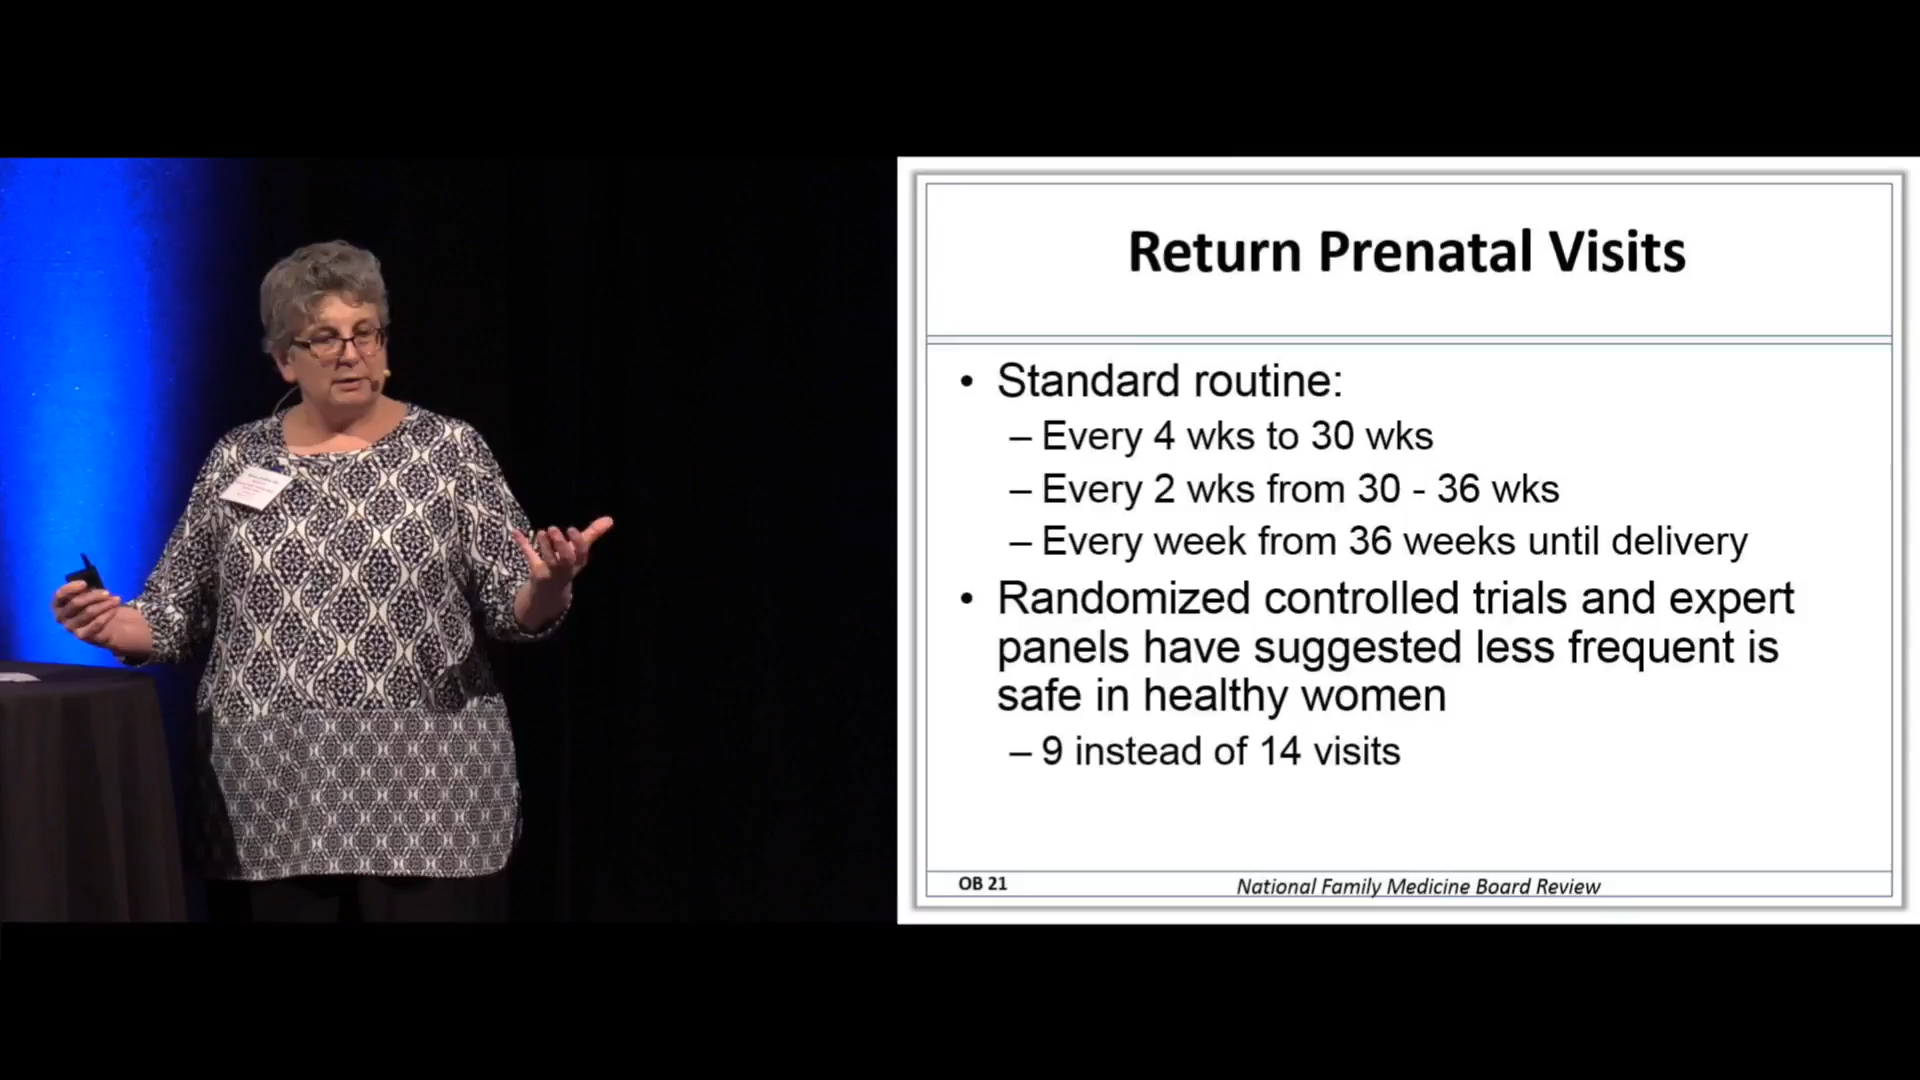 Return Prenatal Visits
• Standard routine:
– Every 4 wks to 30 wks
– Every 2 wks from 30 - 36 wks
– Every week from 36 weeks until delivery
• Randomized controlled trials and expert
panels have suggested less frequent is
safe in healthy women
– 9 instead of 14 visits
OB 21
National Family Medicine Board Review